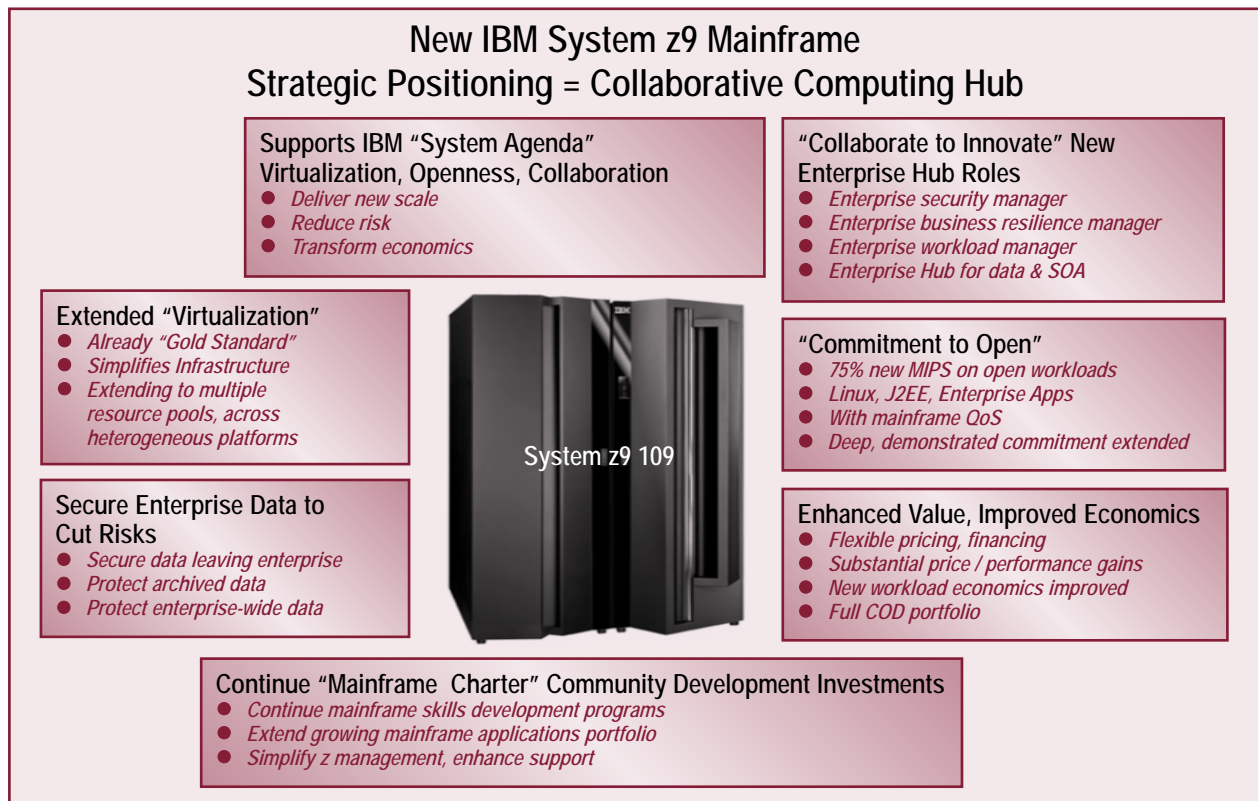 New IBM System z9 Mainframe
Strategic Positioning = Collaborative Computing Hub
Supports IBM “System Agenda”
Virtualization, Openness, Collaboration
● Deliver new scale
● Reduce risk
● Transform economics
“Collaborate to Innovate” New
Enterprise Hub Roles
● Enterprise security manager
● Enterprise business resilience manager
● Enterprise workload manager
● Enterprise Hub for data & SOA
Extended “Virtualization”
● Already “Gold Standard”
● Simplifies Infrastructure
● Extending to multiple
resource pools, across
heterogeneous platforms
IBM
System z9 109
“Commitment to Open”
● 75% new MIPS on open workloads
● Linux, J2EE, Enterprise Apps
● With mainframe QoS
● Deep, demonstrated commitment extended
Secure Enterprise Data to
Cut Risks
● Secure data leaving enterprise
● Protect archived data
● Protect enterprise-wide data
Enhanced Value, Improved Economics
● Flexible pricing, financing
● Substantial price / performance gains
● New workload economics improved
● Full COD portfolio
Continue “Mainframe Charter” Community Development Investments
● Continue mainframe skills development programs
● Extend growing mainframe applications portfolio
● Simplify z management, enhance support